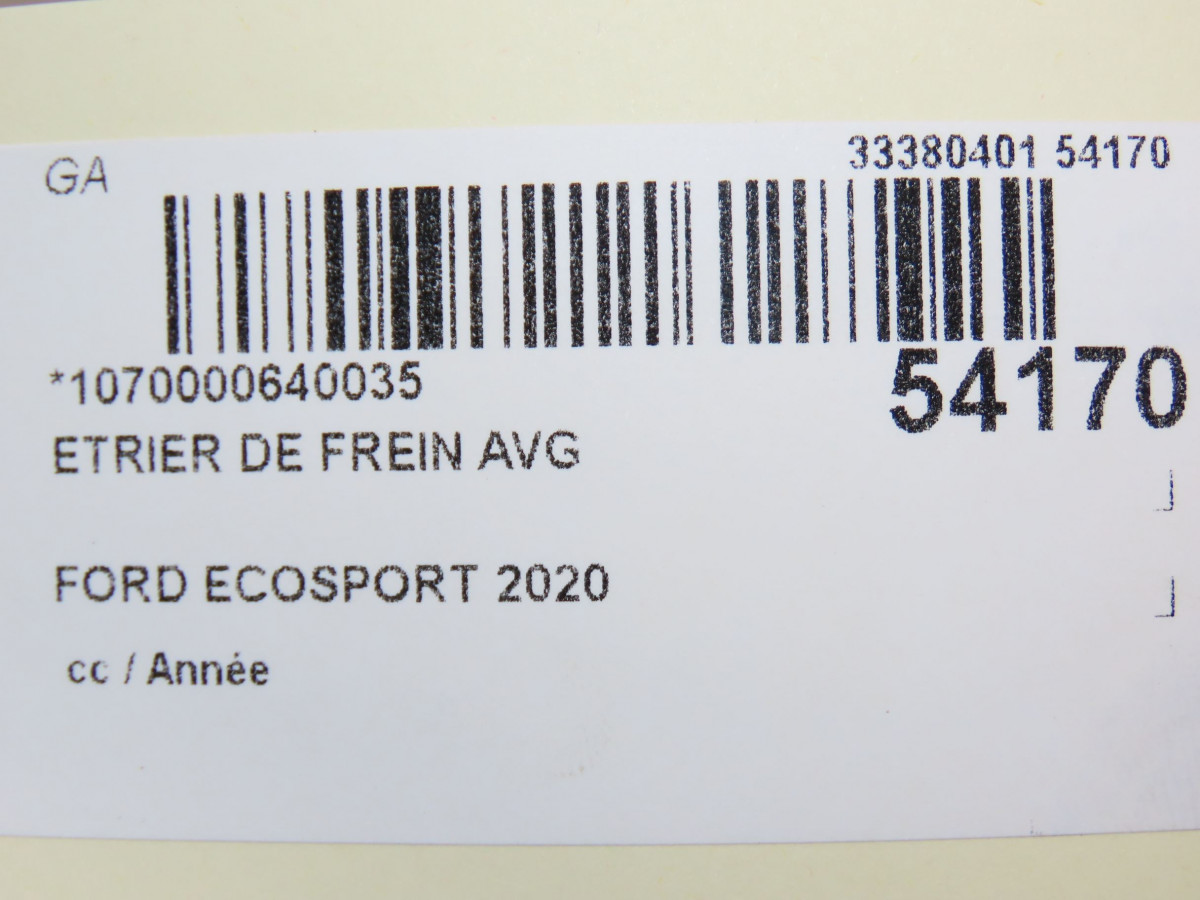 GA
33380401 54170
*1070000640035
54170
ETRIER DE FREIN AVG
FORD ECOSPORT 2020
cc / Année